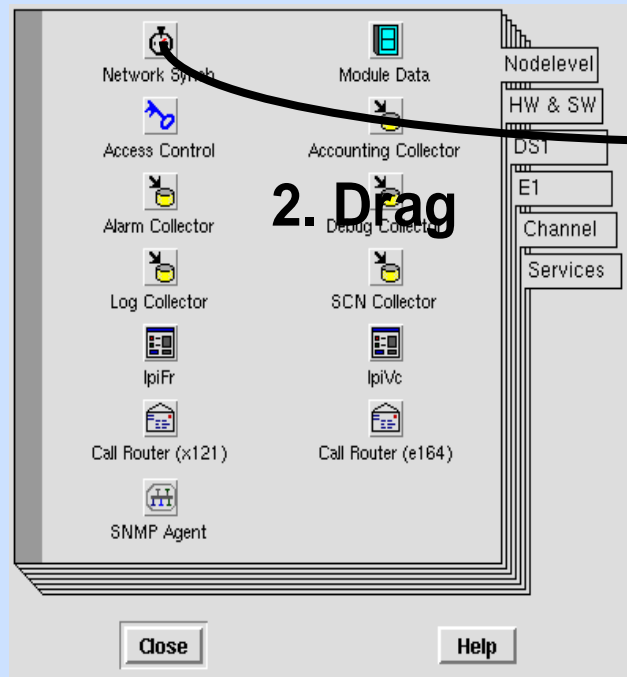 Network Synch
Module Data
Nodelevel
HW & SW
Access Control
Accounting Collector
DS1
E1
2. Drag
Alarm Collector
Debug Collector
Channel
Services
Log Collector
SCN Collector
IpiFr
IpiVc
Call Router (x121)
Call Router (e164)
SNMP Agent
Close
Help